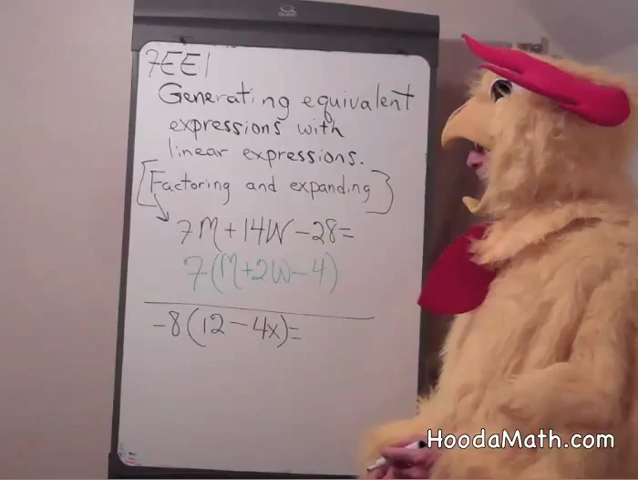 7EE1
Generating equivalent
expressions with
linear expressions.
[Factoring and expanding]
7M+14W-28=
7(M+2W-4)
-8(12-4x)=
HoodaMath.com